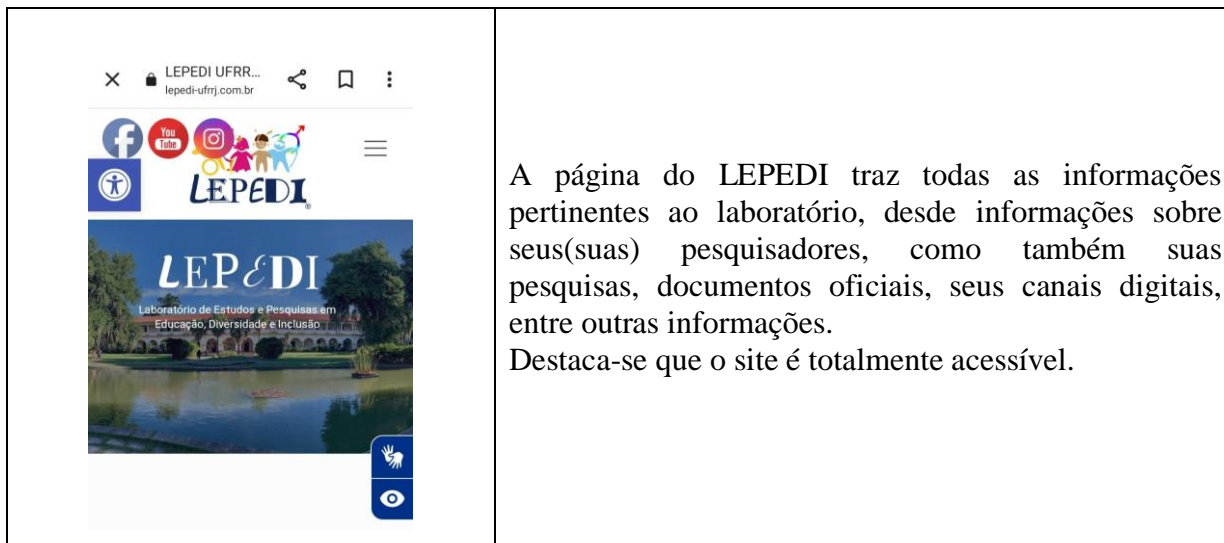 LEPEDI UFRR...
lepedi-ufrrj.com.br
You
Tube
LEPEDI
LEPEDI
Laboratório de Estudos e Pesquisas em
Educação, Diversidade e Inclusão
A página do LEPEDI traz todas as informações
pertinentes ao laboratório, desde informações sobre
seus(suas) pesquisadores, como também suas
pesquisas, documentos oficiais, seus canais digitais,
entre outras informações.
Destaca-se que o site é totalmente acessível.